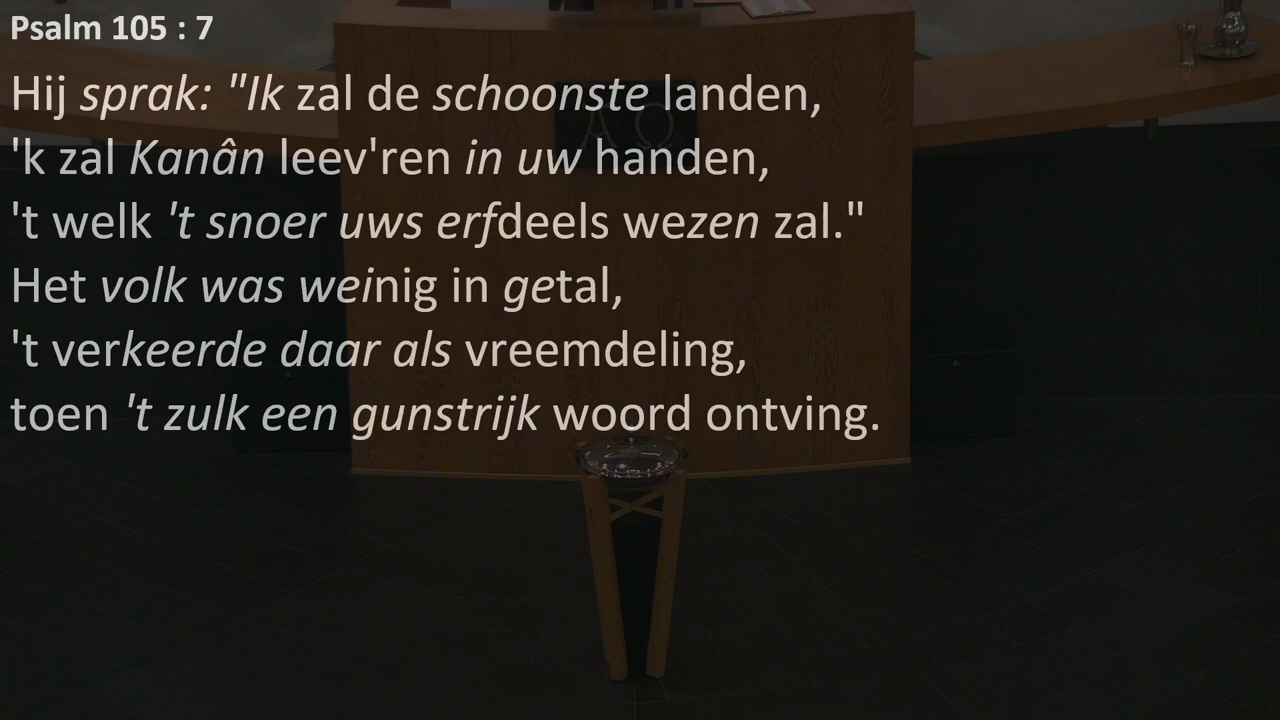 Psalm 105 : 7
Hij sprak: "Ik zal de schoonste landen,
'k zal Kanân leev'ren in uw handen,
't welk 't snoer uws erfdeels wezen zal."
Het volk was weinig in getal,
't verkeerde daar als vreemdeling,
toen 't zulk een gunstrijk woord ontving.
Α Ω